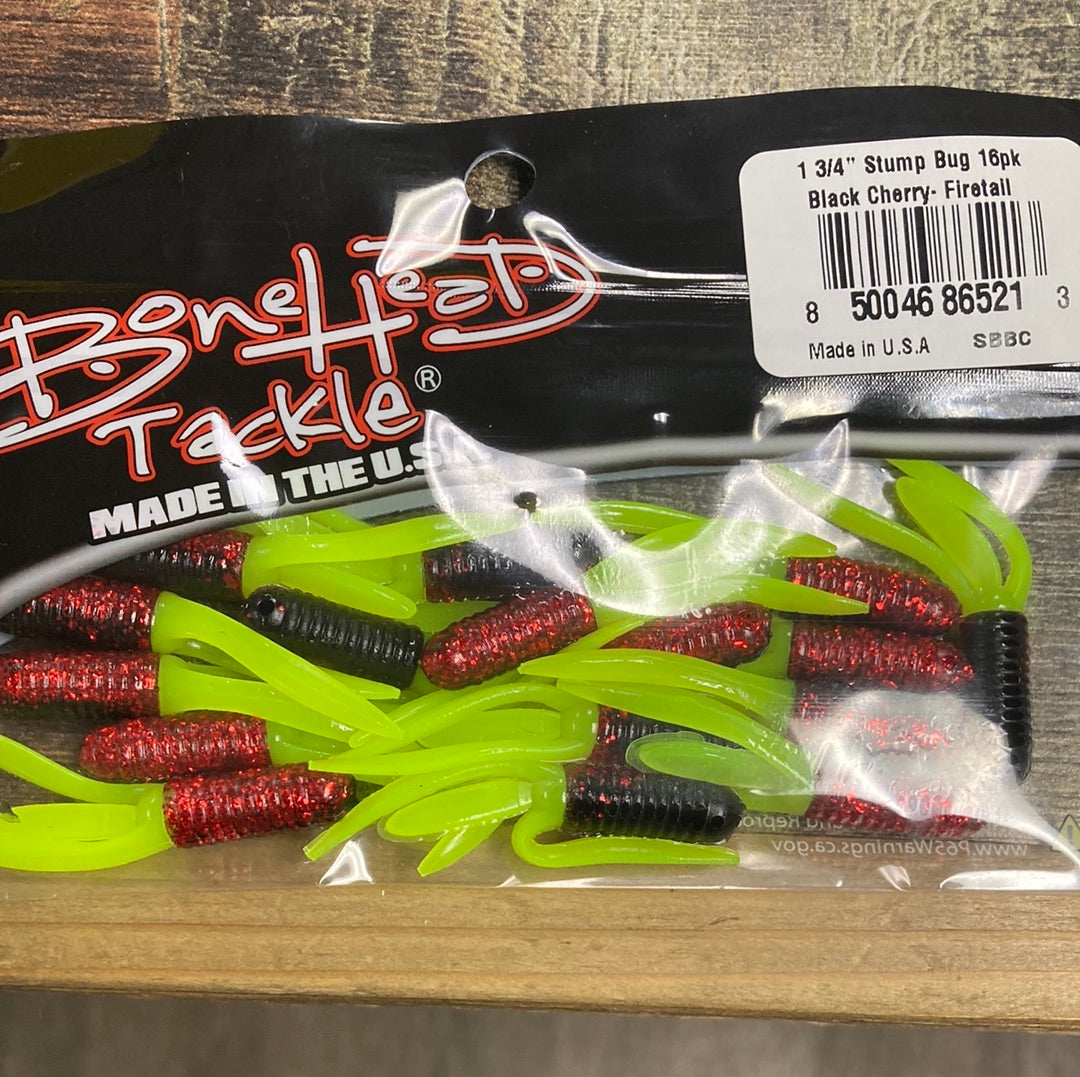 BoneHead
Tackle®
MADE IN THE U.S.A
1 3/4" Stump Bug 16pk
Black Cherry- Firetail
8 50046 86521 3
Made in U.S.A SBBC
www.P65Warnings.ca.gov